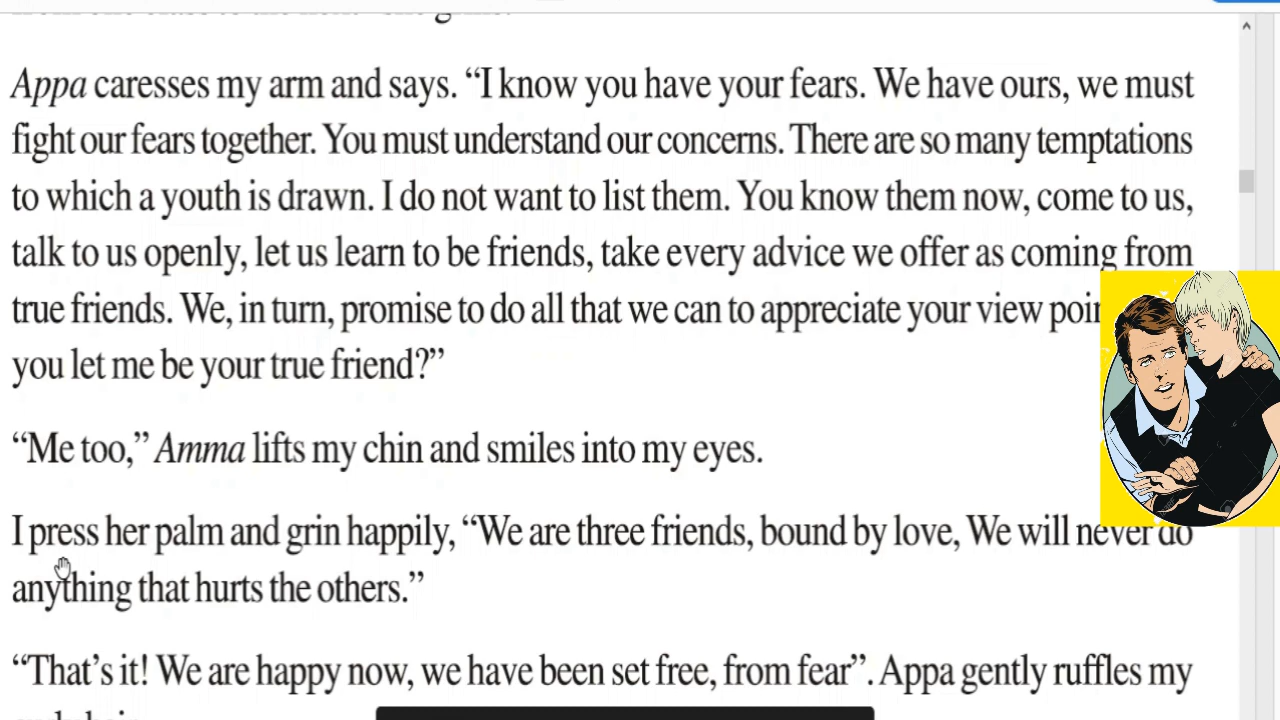 Appa caresses my arm and says. “I know you have your fears. We have ours, we must
fight our fears together. You must understand our concerns. There are so many temptations
to which a youth is drawn. I do not want to list them. You know them now, come to us,
talk to us openly, let us learn to be friends, take every advice we offer as coming from
true friends. We, in turn, promise to do all that we can to appreciate your view
you let me be your true friend?”
“Me too,” Amma lifts my chin and smiles into my eyes.
I press her palm and grin happily, “We are three friends, bound by love, We will never do
anything that hurts the others.”
“That’s it! We are happy now, we have been set free, from fear”. Appa gently ruffles my